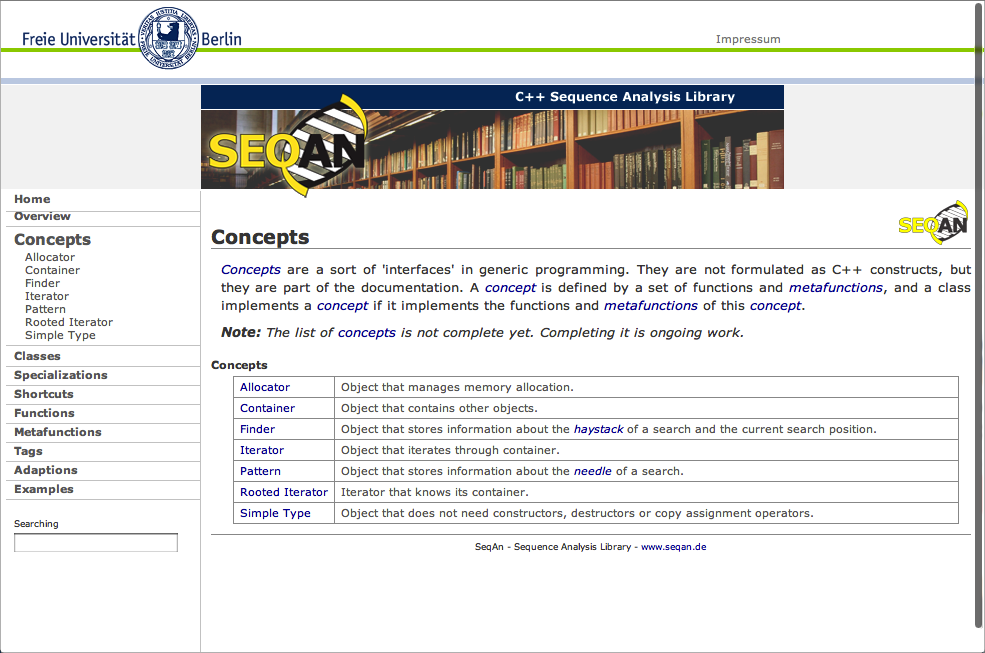 Freie Universität Berlin
Impressum
C++ Sequence Analysis Library
SEQAN
Home
Overview
Concepts
Allocator
Container
Finder
Iterator
Pattern
Rooted Iterator
Simple Type
Classes
Specializations
Shortcuts
Functions
Metafunctions
Tags
Adaptions
Examples
Searching
SEQAN
Concepts
Concepts are a sort of 'interfaces' in generic programming. They are not formulated as C++ constructs, but
they are part of the documentation. A concept is defined by a set of functions and metafunctions, and a class
implements a concept if it implements the functions and metafunctions of this concept.
Note: The list of concepts is not complete yet. Completing it is ongoing work.
Concepts
Allocator Object that manages memory allocation.
Container Object that contains other objects.
Finder Object that stores information about the haystack of a search and the current search position.
Iterator Object that iterates through container.
Pattern Object that stores information about the needle of a search.
Rooted Iterator Iterator that knows its container.
Simple Type Object that does not need constructors, destructors or copy assignment operators.
SeqAn - Sequence Analysis Library - www.seqan.de